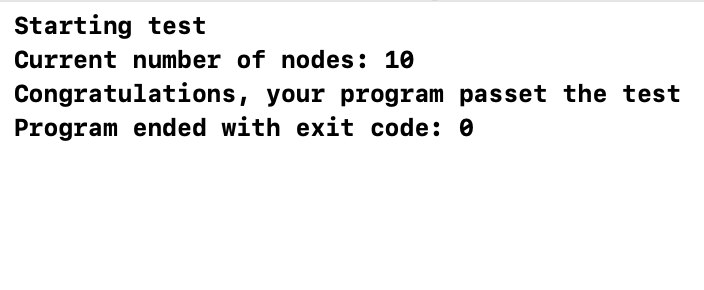 Starting test
Current number of nodes: 10
Congratulations, your program passet the test
Program ended with exit code: 0